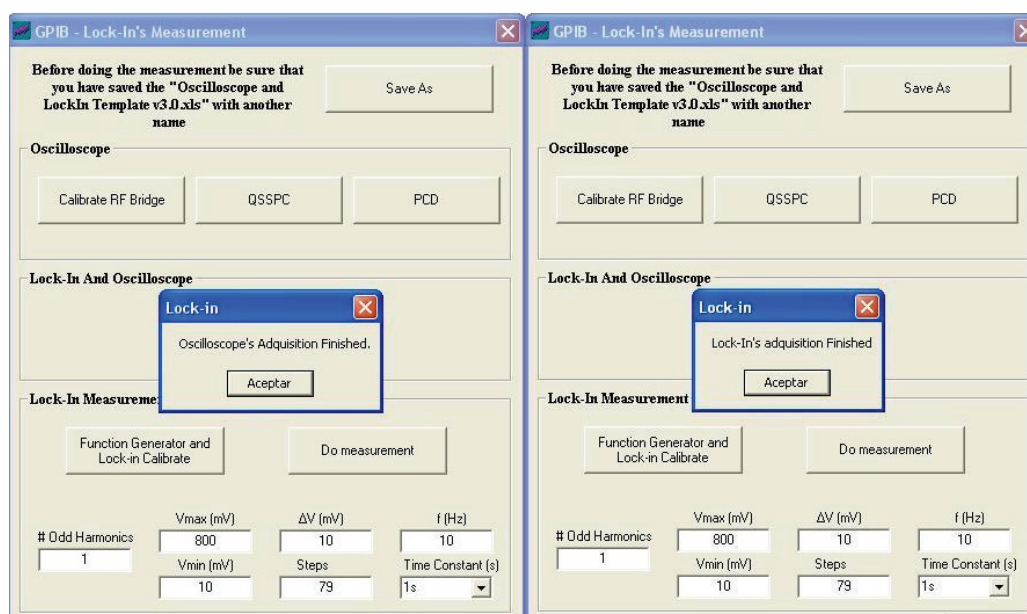 GPIB - Lock-In's Measurement
Before doing the measurement be sure that
you have saved the "Oscilloscope and
LockIn Template v3.0.xls" with another
name
Save As
Oscilloscope
Calibrate RF Bridge
QSSPC
PCD
Lock-In And Oscilloscope
Lock-in
Oscilloscope's Adquisition Finished.
Aceptar
Lock-In Measureme
Function Generator and
Lock-in Calibrate
Do measurement
# Odd Harmonics
1
Vmax (mV)
800
ΔV (mV)
10
f (Hz)
10
Vmin (mV)
10
Steps
79
Time Constant (s)
1s
GPIB - Lock-In's Measurement
Before doing the measurement be sure that
you have saved the "Oscilloscope and
LockIn Template v3.0.xls" with another
name
Save As
Oscilloscope
Calibrate RF Bridge
QSSPC
PCD
Lock-In And Oscilloscope
Lock-in
Lock-In's adquisition Finished
Aceptar
Lock-In Measurement
Function Generator and
Lock-in Calibrate
Do measurement
# Odd Harmonics
1
Vmax (mV)
800
ΔV (mV)
10
f (Hz)
10
Vmin (mV)
10
Steps
79
Time Constant (s)
1s